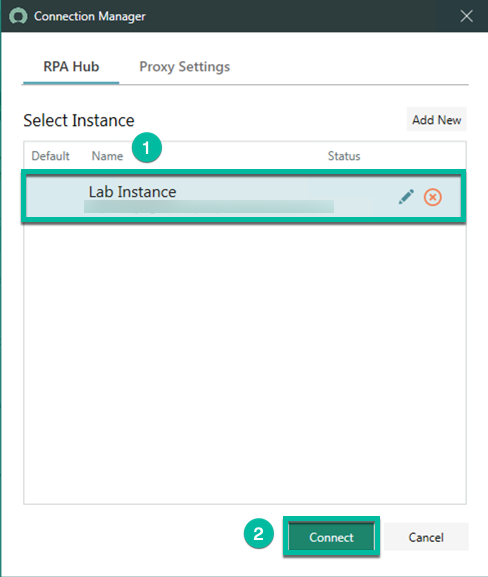 Connection Manager
RPA Hub Proxy Settings
Select Instance Add New
1
Default Name Status
Lab Instance
2 Connect Cancel